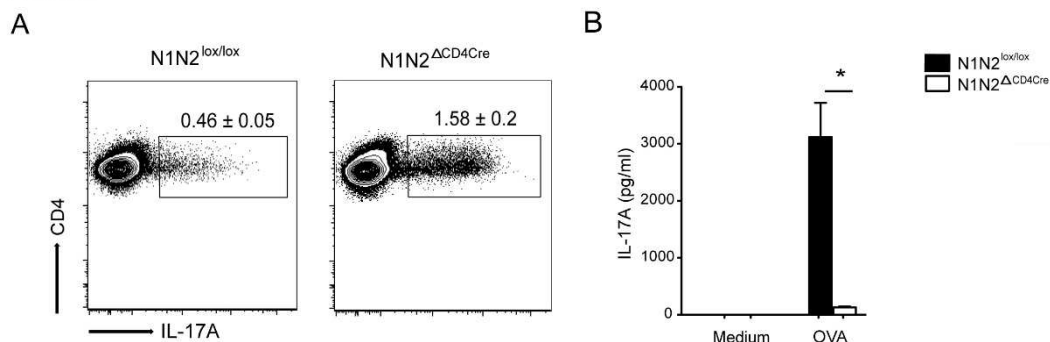 A
N1N2lox/lox
N1N2ΔCD4Cre
0.46 ± 0.05
1.58 ± 0.2
CD4
IL-17A
B
N1N2lox/lox
N1N2ΔCD4Cre
*
4000
3000
2000
1000
0
IL-17A (pg/ml)
Medium
OVA